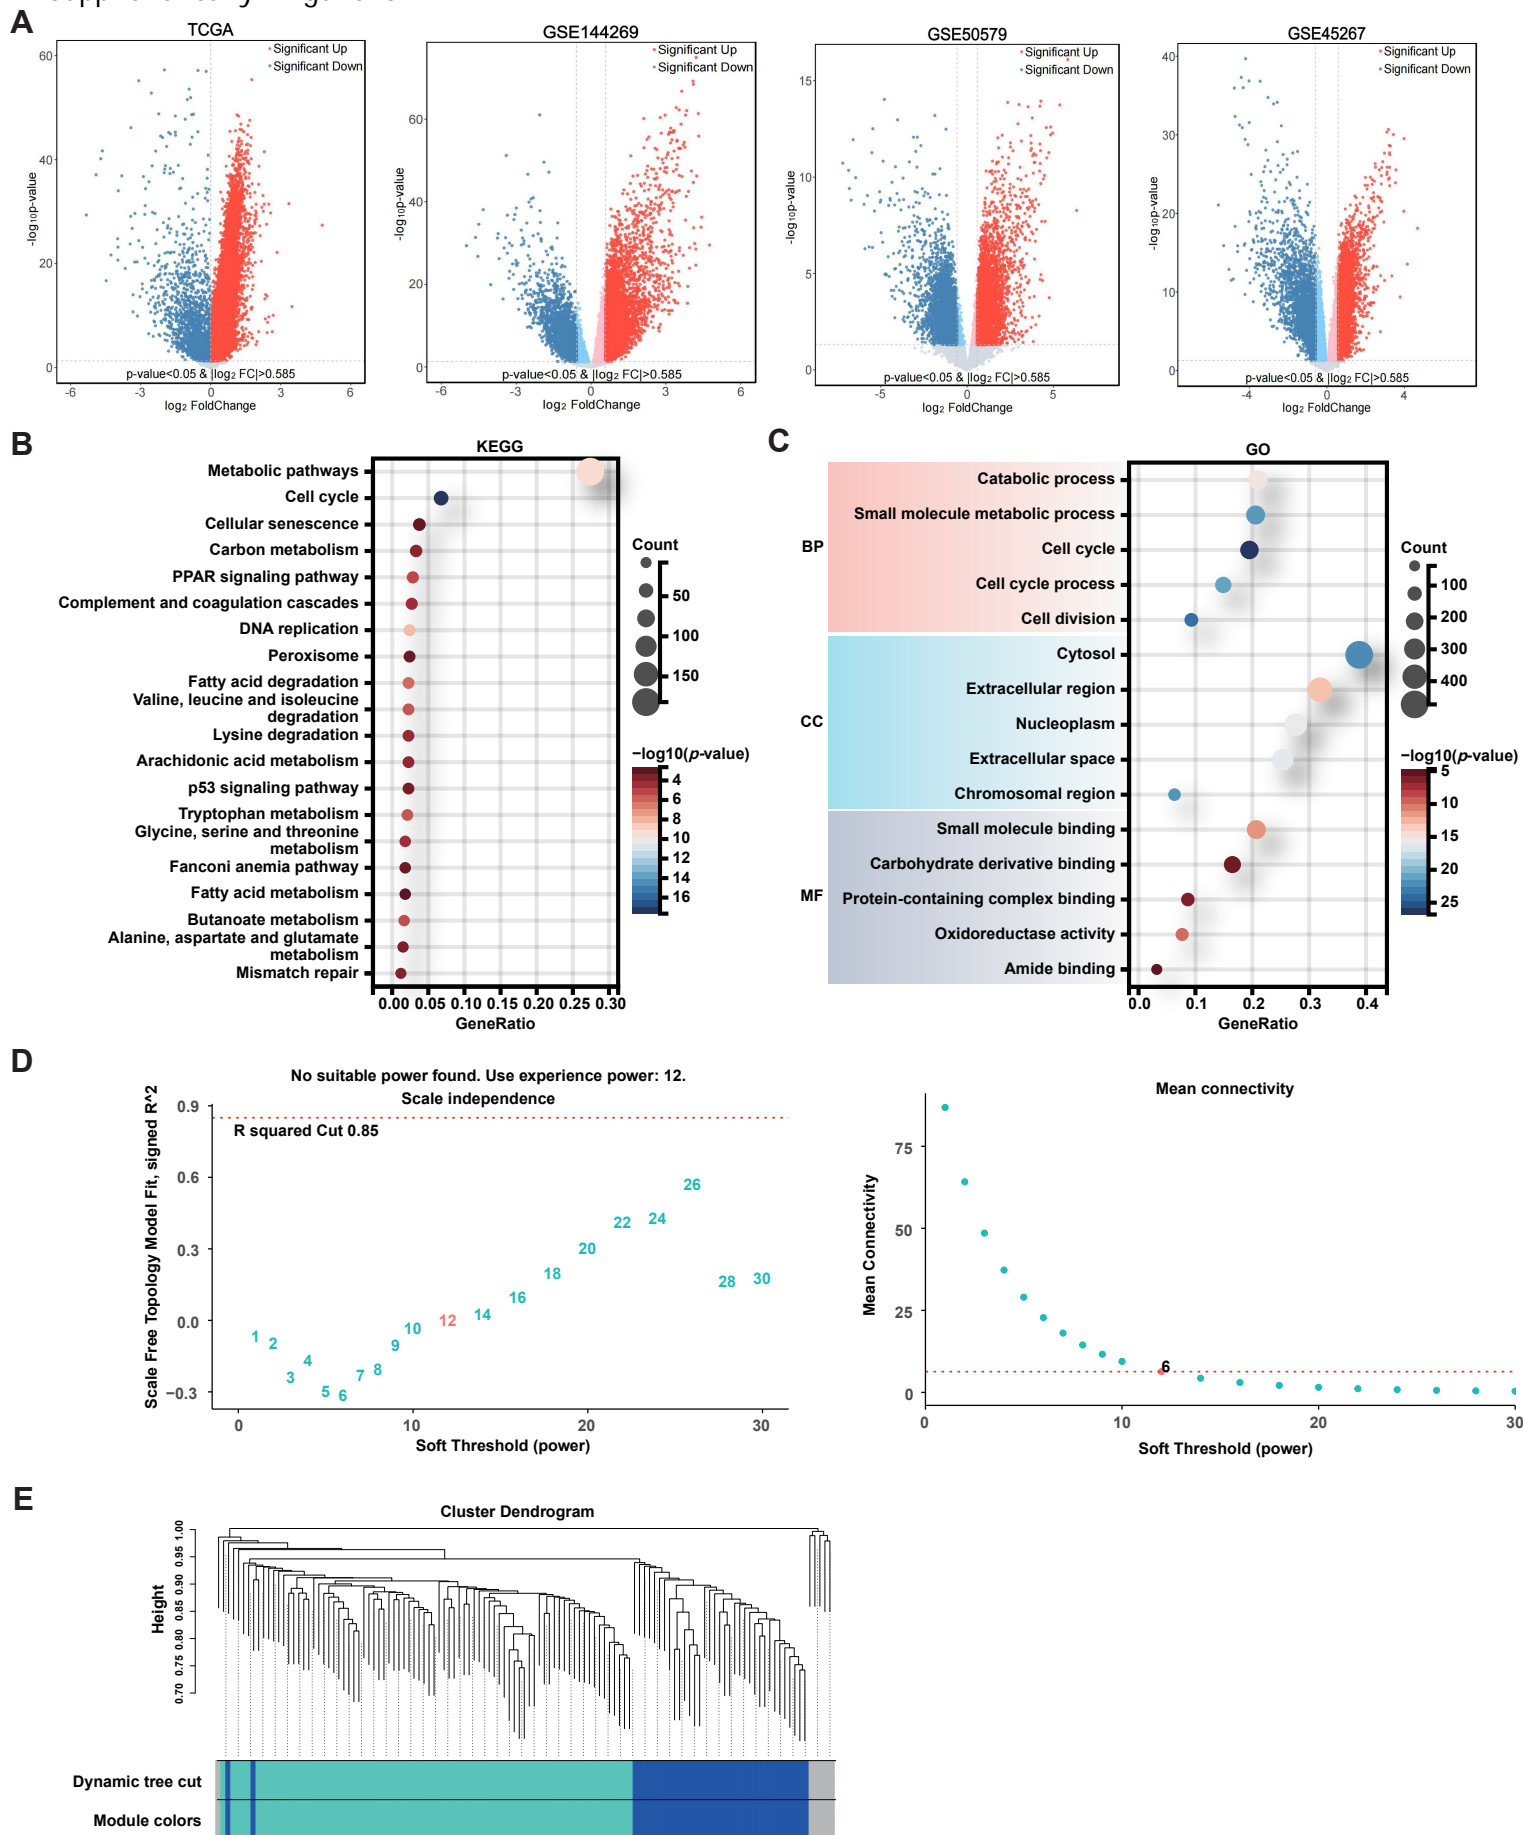 A
TCGA
Significant Up
Significant Down
60
40
20
0
-log10p-value
p-value<0.05 & |log2 FC|>0.585
-6
-3
0
3
6
log2 FoldChange
GSE144269
Significant Up
Significant Down
60
40
20
0
-log10p-value
p-value<0.05 & |log2 FC|>0.585
-6
-3
0
3
6
log2 FoldChange
GSE50579
Significant Up
Significant Down
15
10
5
0
-log10p-value
p-value<0.05 & |log2 FC|>0.585
-5
0
5
log2 FoldChange
GSE45267
Significant Up
Significant Down
40
30
20
10
0
-log10p-value
p-value<0.05 & |log2 FC|>0.585
-4
0
4
log2 FoldChange
B
KEGG
Metabolic pathways
Cell cycle
Cellular senescence
Carbon metabolism
PPAR signaling pathway
Complement and coagulation cascades
DNA replication
Peroxisome
Fatty acid degradation
Valine, leucine and isoleucine
degradation
Lysine degradation
Arachidonic acid metabolism
p53 signaling pathway
Tryptophan metabolism
Glycine, serine and threonine
metabolism
Fanconi anemia pathway
Fatty acid metabolism
Butanoate metabolism
Alanine, aspartate and glutamate
metabolism
Mismatch repair
0.00 0.05 0.10 0.15 0.20 0.25 0.30
GeneRatio
Count
50
100
150
−log10(p-value)
4
6
8
10
12
14
16
C
GO
BP
Catabolic process
Small molecule metabolic process
Cell cycle
Cell cycle process
Cell division
CC
Cytosol
Extracellular region
Nucleoplasm
Extracellular space
Chromosomal region
MF
Small molecule binding
Carbohydrate derivative binding
Protein-containing complex binding
Oxidoreductase activity
Amide binding
0.0 0.1 0.2 0.3 0.4
GeneRatio
Count
100
200
300
400
−log10(p-value)
5
10
15
20
25
D
No suitable power found. Use experience power: 12.
Scale independence
R squared Cut 0.85
Scale Free Topology Model Fit, signed R^2
0.9
0.6
0.3
0.0
−0.3
1
2
3
4
5
6
7
8
9
10
12
14
16
18
20
22
24
26
28
30
0
10
20
30
Soft Threshold (power)
Mean connectivity
Mean Connectivity
75
50
25
0
6
0
10
20
30
Soft Threshold (power)
E
Cluster Dendrogram
Height
1.00
0.95
0.90
0.85
0.80
0.75
0.70
Dynamic tree cut
Module colors